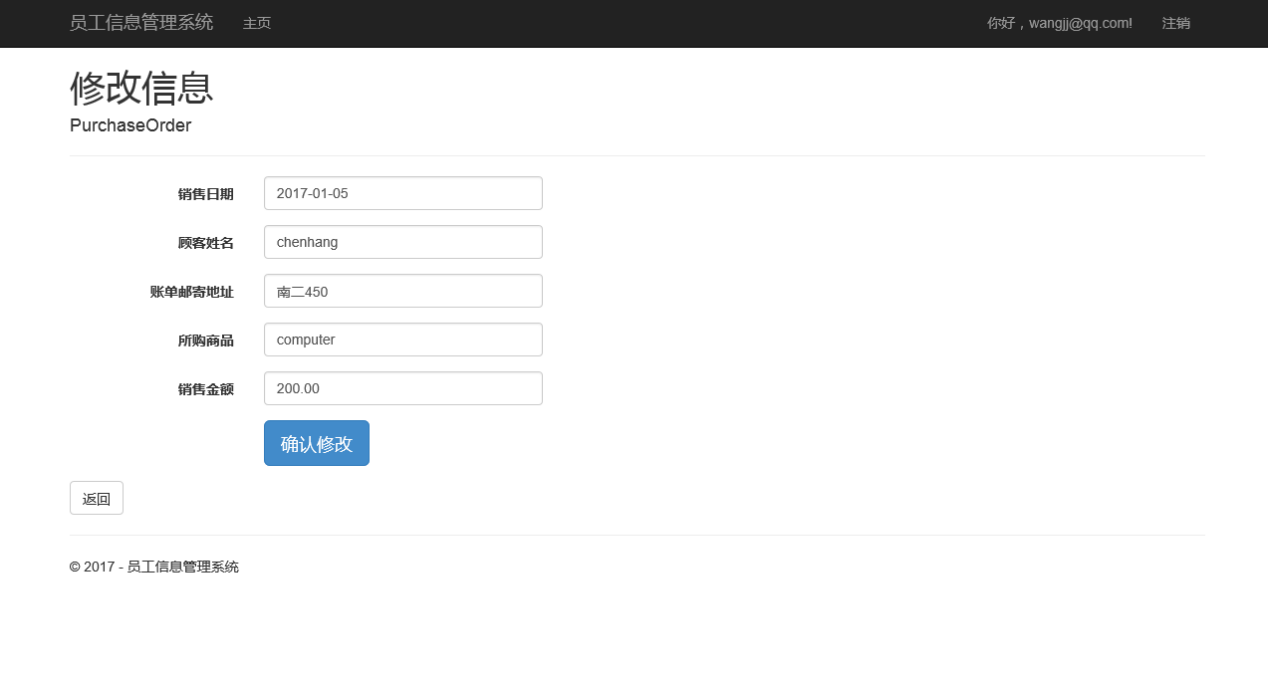 员工信息管理系统 主页 你好，wangjj@qq.com! 注销
修改信息
PurchaseOrder
销售日期 2017-01-05
顾客姓名 chenhang
账单邮寄地址 南二450
所购商品 computer
销售金额 200.00
确认修改
返回
© 2017 - 员工信息管理系统